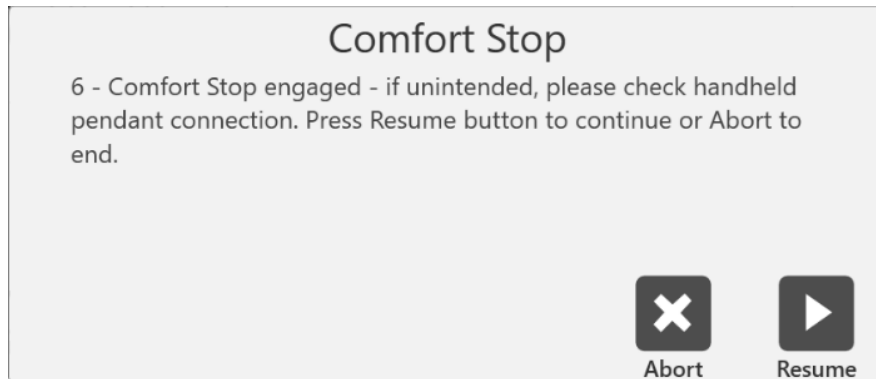 Comfort Stop
6 - Comfort Stop engaged - if unintended, please check handheld
pendant connection. Press Resume button to continue or Abort to
end.
Abort Resume